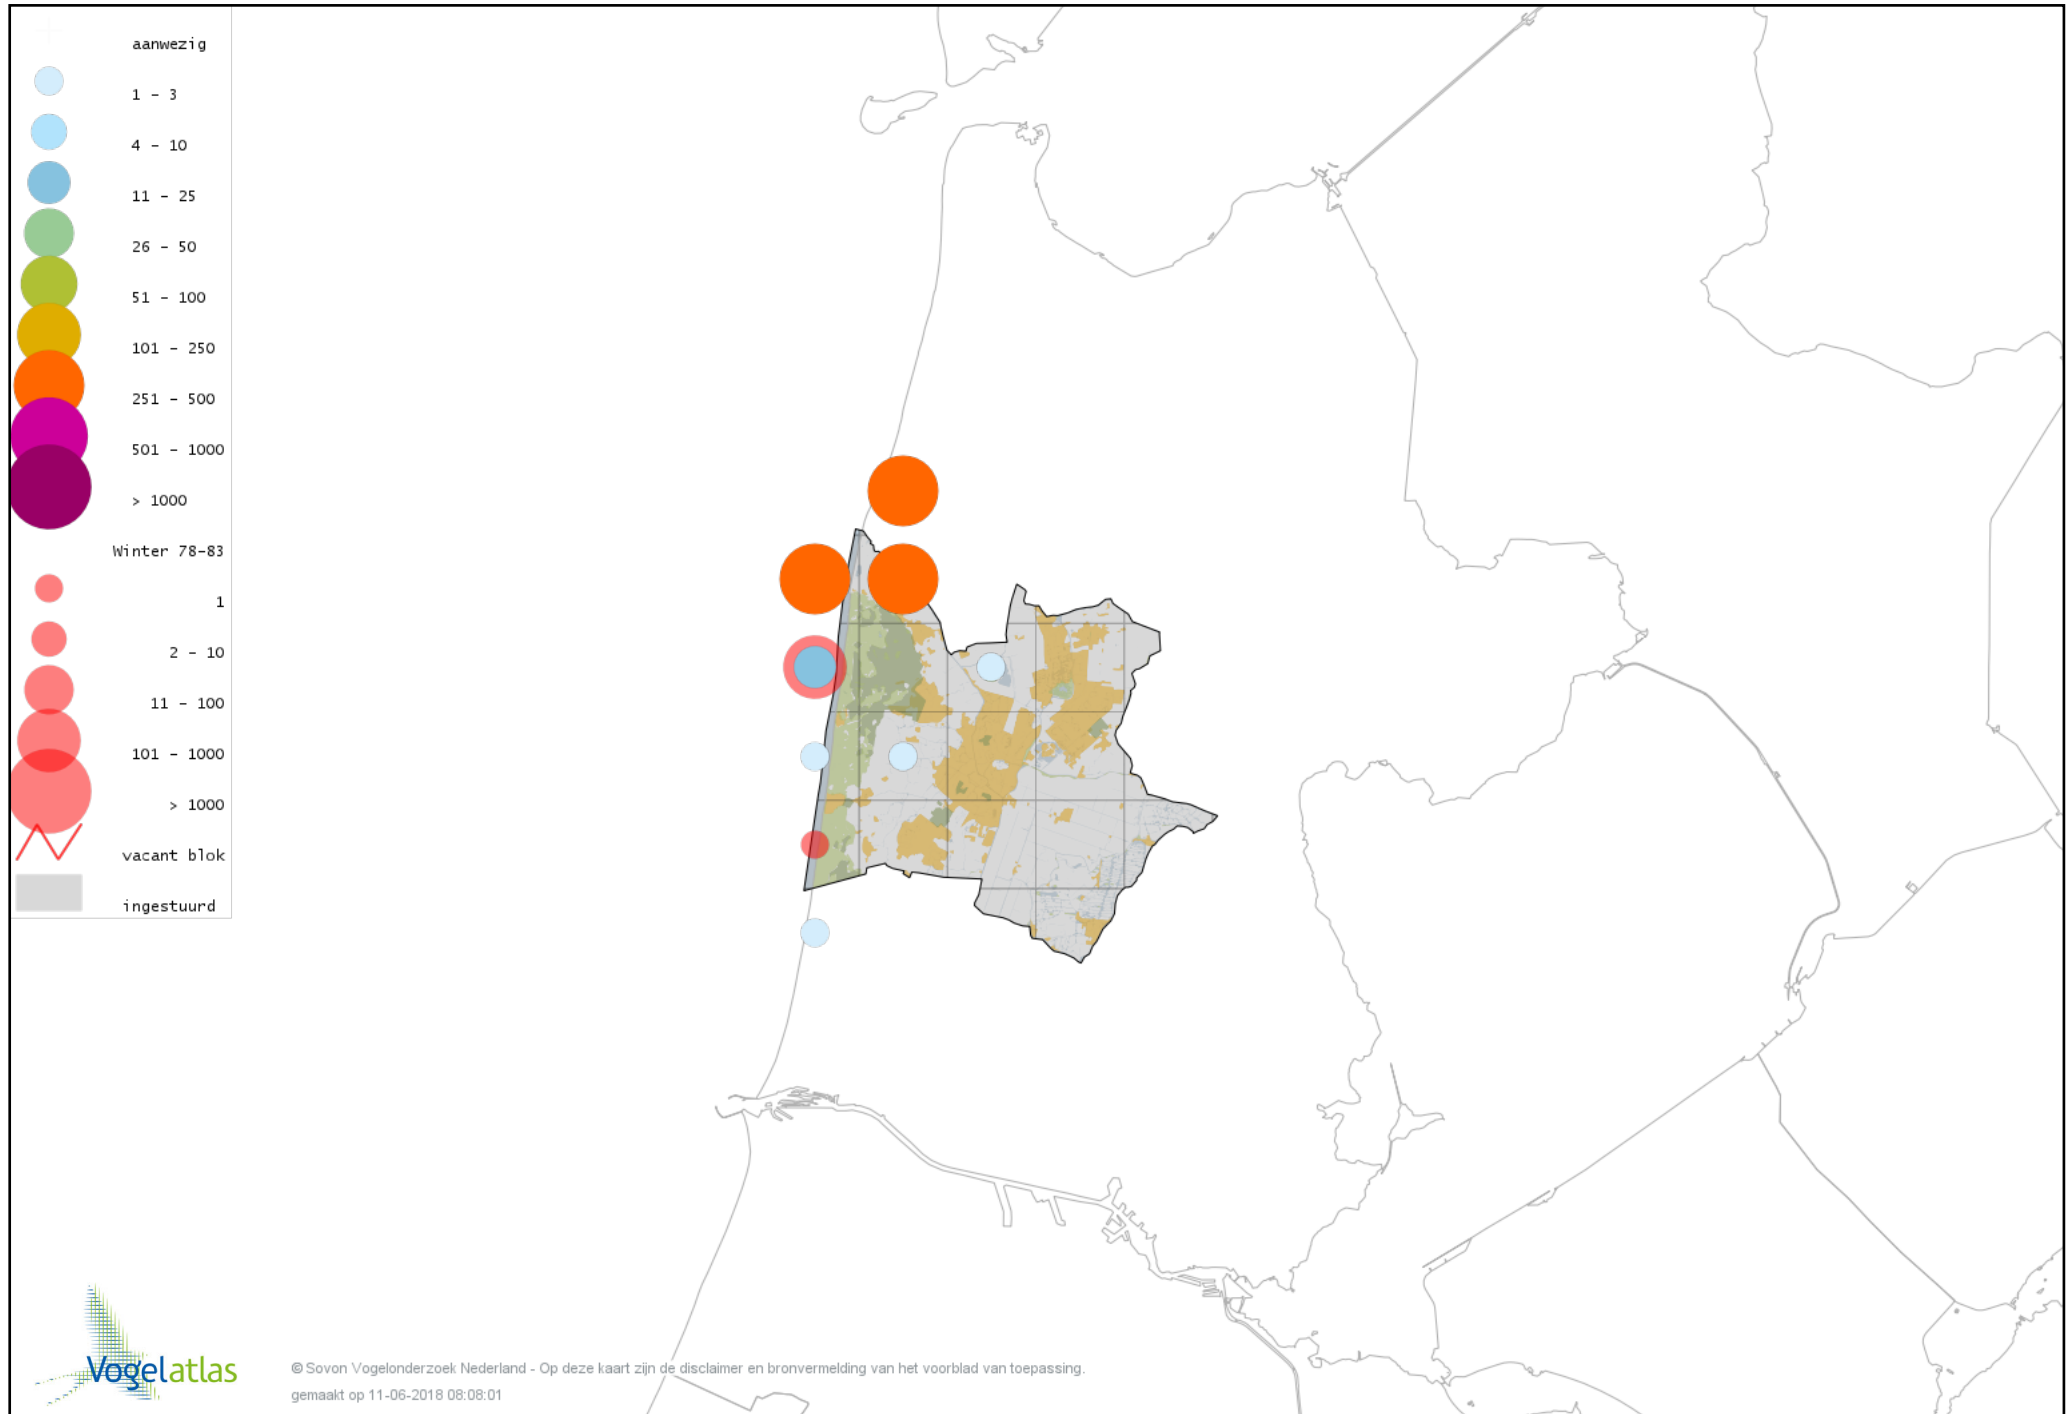 aanwezig
1 - 3
4 - 10
11 - 25
26 - 50
51 - 100
101 - 250
251 - 500
501 - 1000
> 1000
Winter 78-83
1
2 - 10
11 - 100
101 - 1000
> 1000
vacant blok
ingestuurd
Vogelatlas
© Sovon Vogelonderzoek Nederland - Op deze kaart zijn de disclaimer en bronvermelding van het voorblad van toepassing.
gemaakt op 11-06-2018 08:08:01